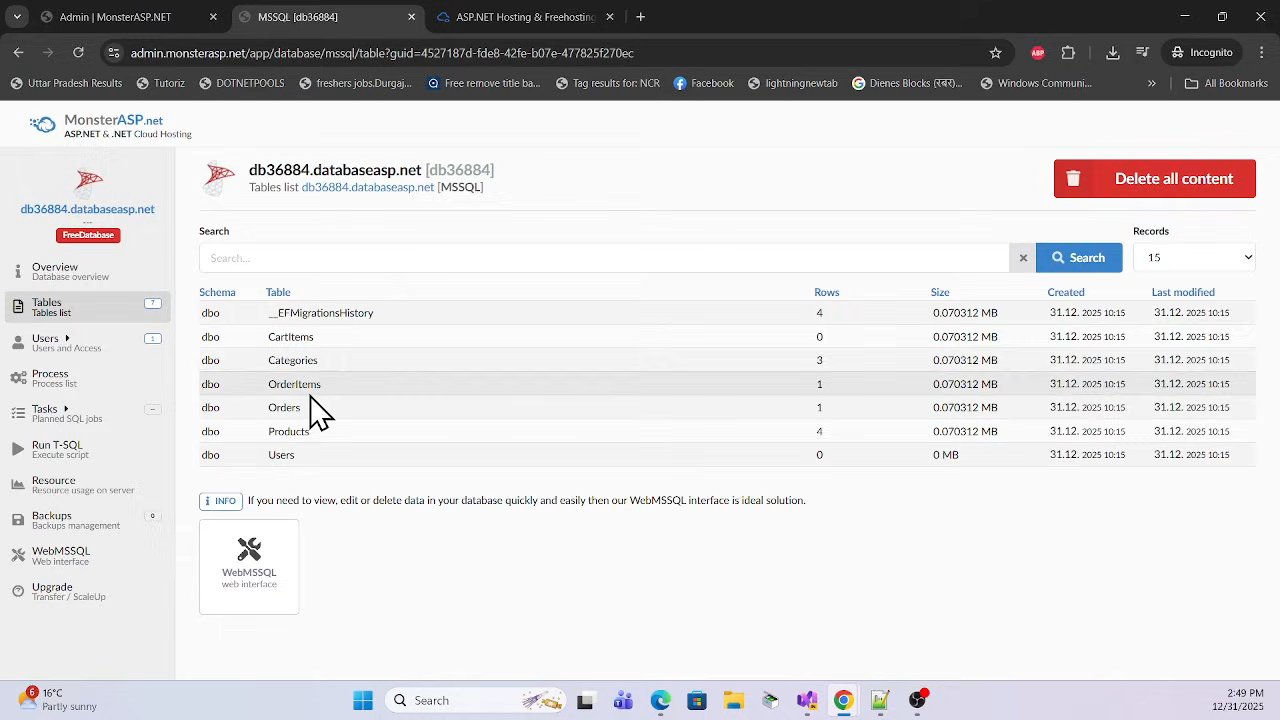 Admin | MonsterASP.net
MSSQL [db36884]
ASP.NET Hosting & Freehosting
admin.monsterasp.net/app/database/mssql/table?guid=4527187d-fde8-42fe-b07e-477825f270ec
ABP
Incognito
Uttar Pradesh Results
Tutoriz
DOTNETPOOLS
freshers jobs.Durgaj...
Free remove title ba...
Tag results for NCR
Facebook
lightningnewtab
Windows Communi...
»
All Bookmarks
MonsterASP.net
ASP.NET & .NET Cloud Hosting
db36884.databaseasp.net
...
FreeDatabase
Overview
Database overview
Tables
Tables list
7
Users
Users and Access
1
Process
Process list
Tasks
Planned SQL jobs
Run T-SQL
Execute script
Resource
Resource usage on server
Backups
Backups management
0
WebMSSQL
Web interface
Upgrade
Transfer / ScaleUp
db36884.databaseasp.net [db36884]
Tables list db36884.databaseasp.net [MSSQL]
Delete all content
Search
Records
Search...
Search
15
Schema Table Rows Size Created Last modified
dbo __EFMigrationsHistory 4 0.070312 MB 31.12. 2025 10:15 31.12. 2025 10:15
dbo CartItems 0 0.070312 MB 31.12. 2025 10:15 31.12. 2025 10:15
dbo Categories 3 0.070312 MB 31.12. 2025 10:15 31.12. 2025 10:15
dbo OrderItems 1 0.070312 MB 31.12. 2025 10:15 31.12. 2025 10:15
dbo Orders 1 0.070312 MB 31.12. 2025 10:15 31.12. 2025 10:15
dbo Products 4 0.070312 MB 31.12. 2025 10:15 31.12. 2025 10:15
dbo Users 0 0 MB 31.12. 2025 10:15 31.12. 2025 10:15
INFO If you need to view, edit or delete data in your database quickly and easily then our WebMSSQL interface is ideal solution.
WebMSSQL
web interface
6
16°C
Partly sunny
Search
2:49 PM
12/31/2025